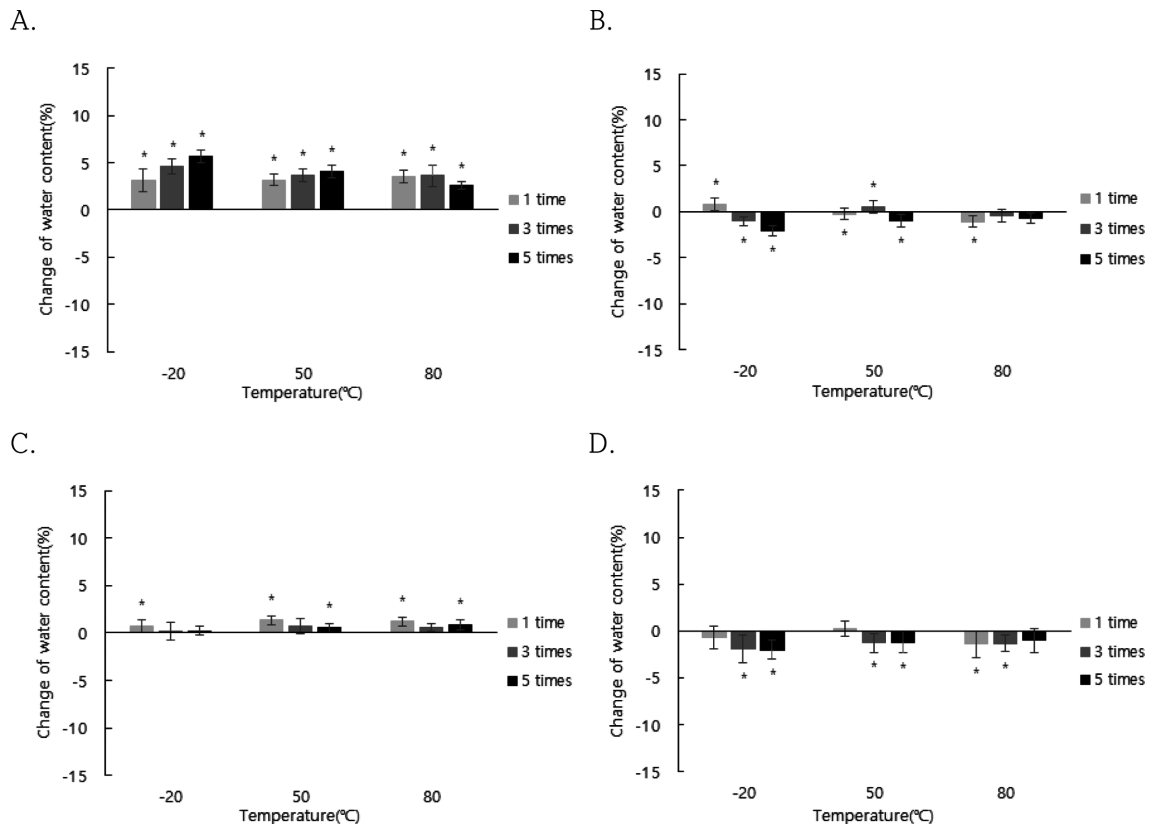 A.
15
10
5
0
-5
-10
-15
Change of water content(%)
* * *
* * *
* * *
-20 50 80
Temperature(℃)
1 time
3 times
5 times
B.
15
10
5
0
-5
-10
-15
Change of water content(%)
* *
* * * * *
-20 50 80
Temperature(℃)
1 time
3 times
5 times
C.
15
10
5
0
-5
-10
-15
Change of water content(%)
* * * * *
-20 50 80
Temperature(℃)
1 time
3 times
5 times
D.
15
10
5
0
-5
-10
-15
Change of water content(%)
* * * * * *
-20 50 80
Temperature(℃)
1 time
3 times
5 times